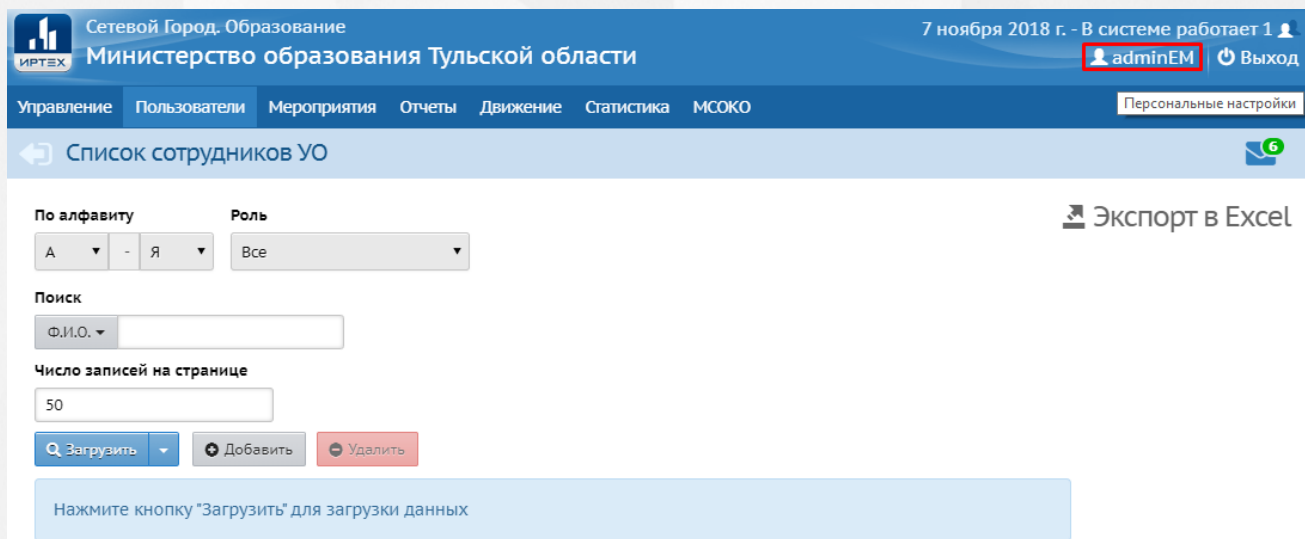 Сетевой Город. Образование
7 ноября 2018 г. - В системе работает 1
ИРТЕХ
Министерство образования Тульской области
adminEM
Выход
Управление Пользователи Мероприятия Отчеты Движение Статистика МСОКО
Персональные настройки
Список сотрудников УО
6
По алфавиту Роль
Экспорт в Excel
А - Я Все
Поиск
Ф.И.О.
Число записей на странице
50
Загрузить Добавить Удалить
Нажмите кнопку "Загрузить" для загрузки данных